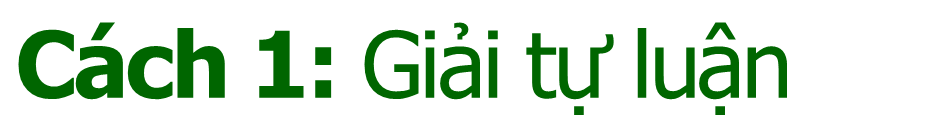 Cách 1: Giải tự luận